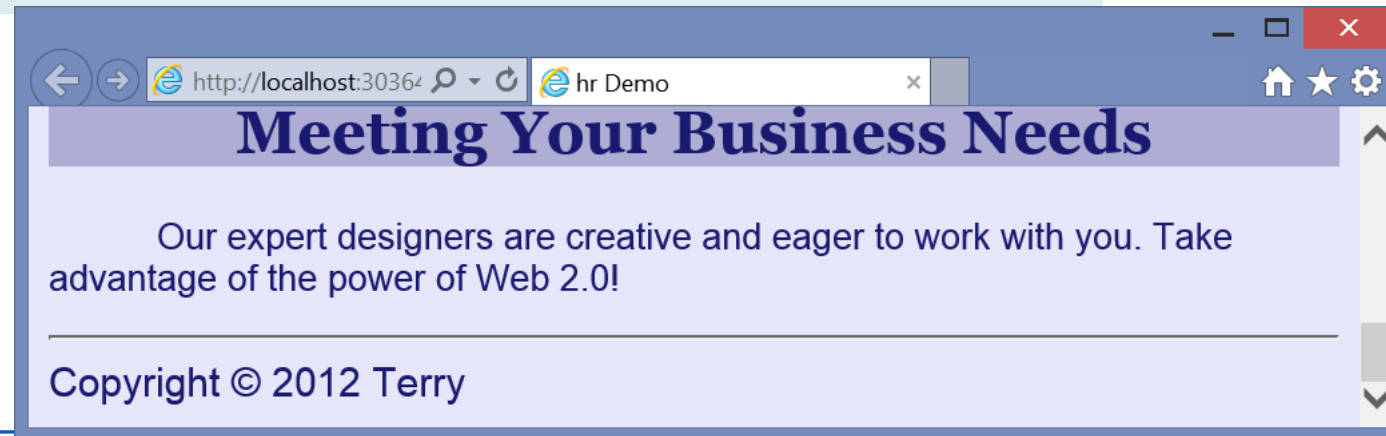 http://localhost:30364
hr Demo
Meeting Your Business Needs
Our expert designers are creative and eager to work with you. Take
advantage of the power of Web 2.0!
Copyright © 2012 Terry